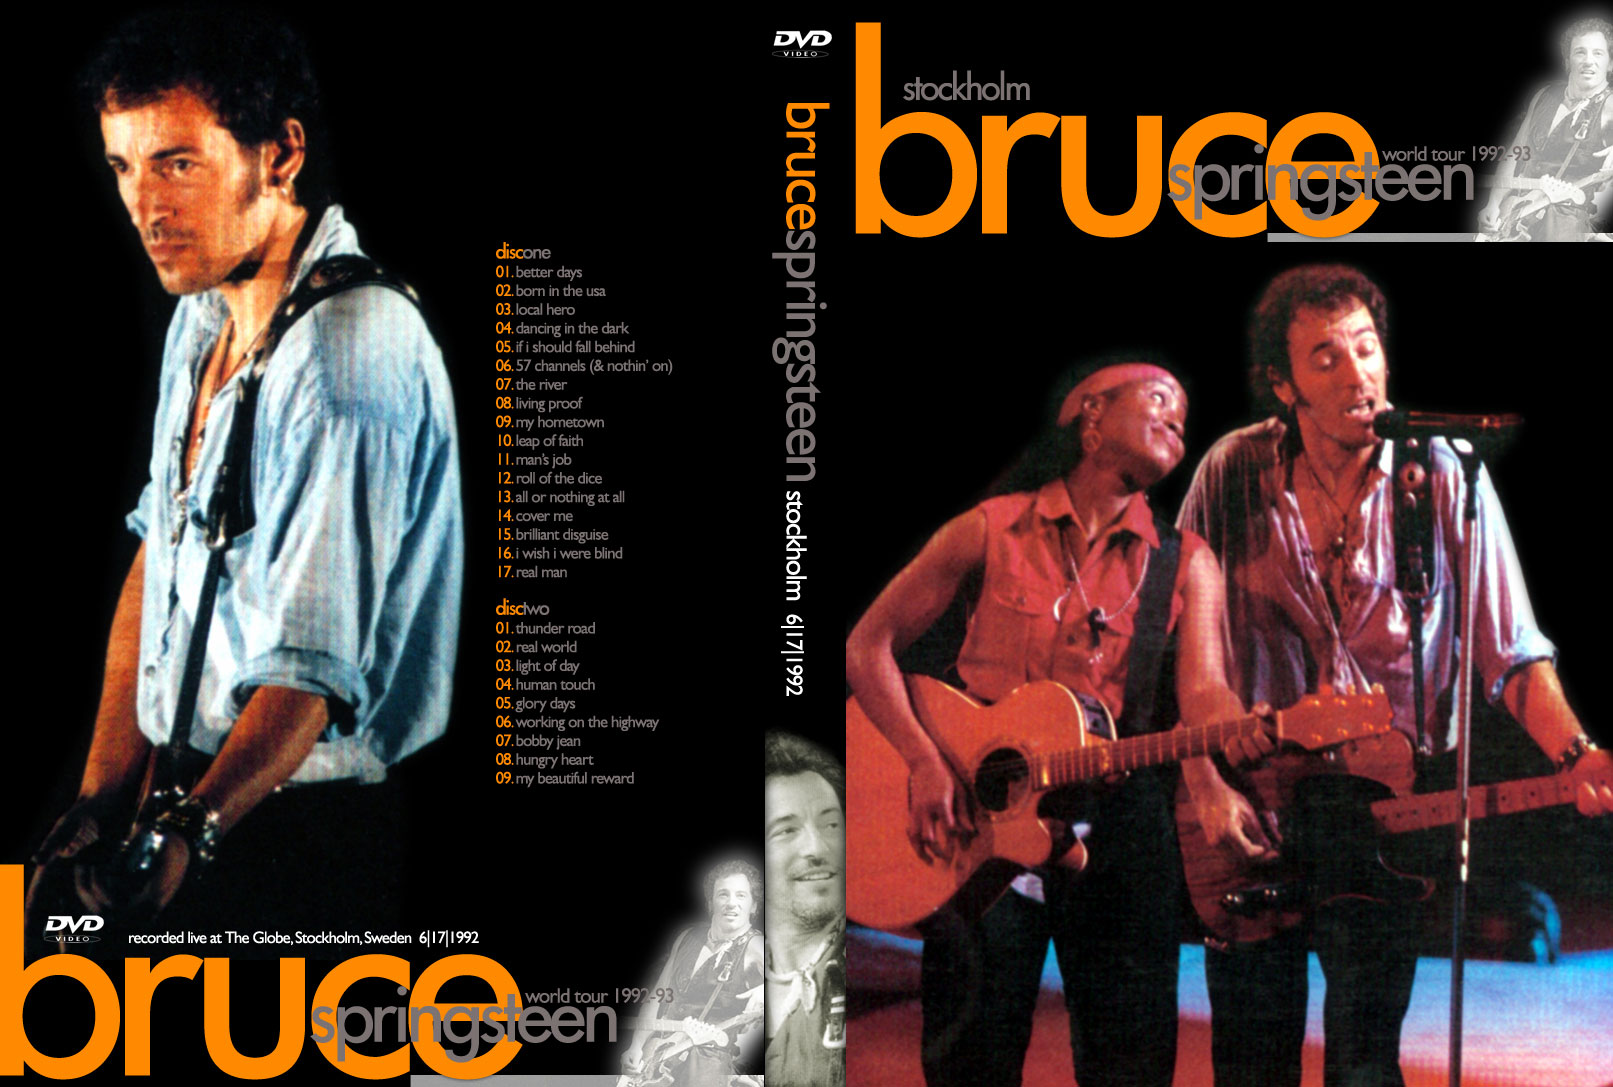 discone
01. better days
02. born in the usa
03. local hero
04. dancing in the dark
05. if i should fall behind
06. 57 channels (& nothin' on)
07. the river
08. living proof
09. my hometown
10. leap of faith
11. man's job
12. roll of the dice
13. all or nothing at all
14. cover me
15. brilliant disguise
16. i wish i were blind
17. real man
disctwo
01. thunder road
02. real world
03. light of day
04. human touch
05. glory days
06. working on the highway
07. bobby jean
08. hungry heart
09. my beautiful reward
DVD
VIDEO
recorded live at The Globe, Stockholm, Sweden 6|17|1992
bruce
world tour 1992-93
springsteen
DVD
VIDEO
brucespringsteen stockholm 6|17|1992
stockholm
bruce
world tour 1992-93
springsteen